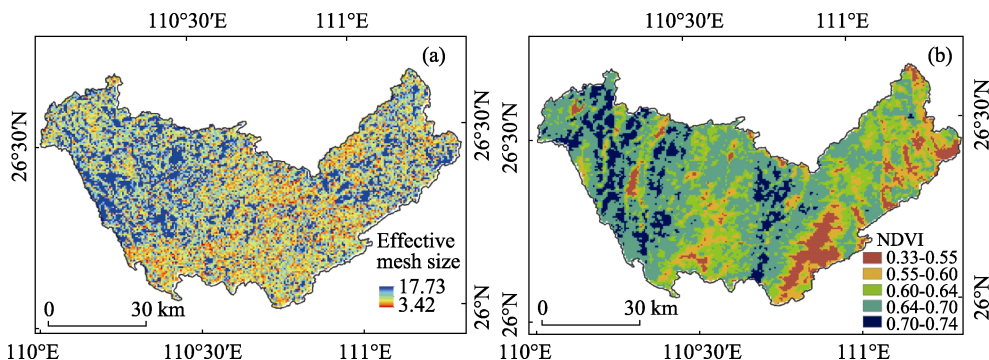 110°30′E 111°E 110°30′E 111°E
(a) (b)
26°30′N 26°30′N 26°30′N 26°30′N
Effective
mesh size
17.73
3.42
NDVI
0.33-0.55
0.55-0.60
0.60-0.64
0.64-0.70
0.70-0.74
26°N 26°N 26°N
0 30 km 0 30 km
110°E 110°30′E 111°E 110°E 110°30′E 111°E